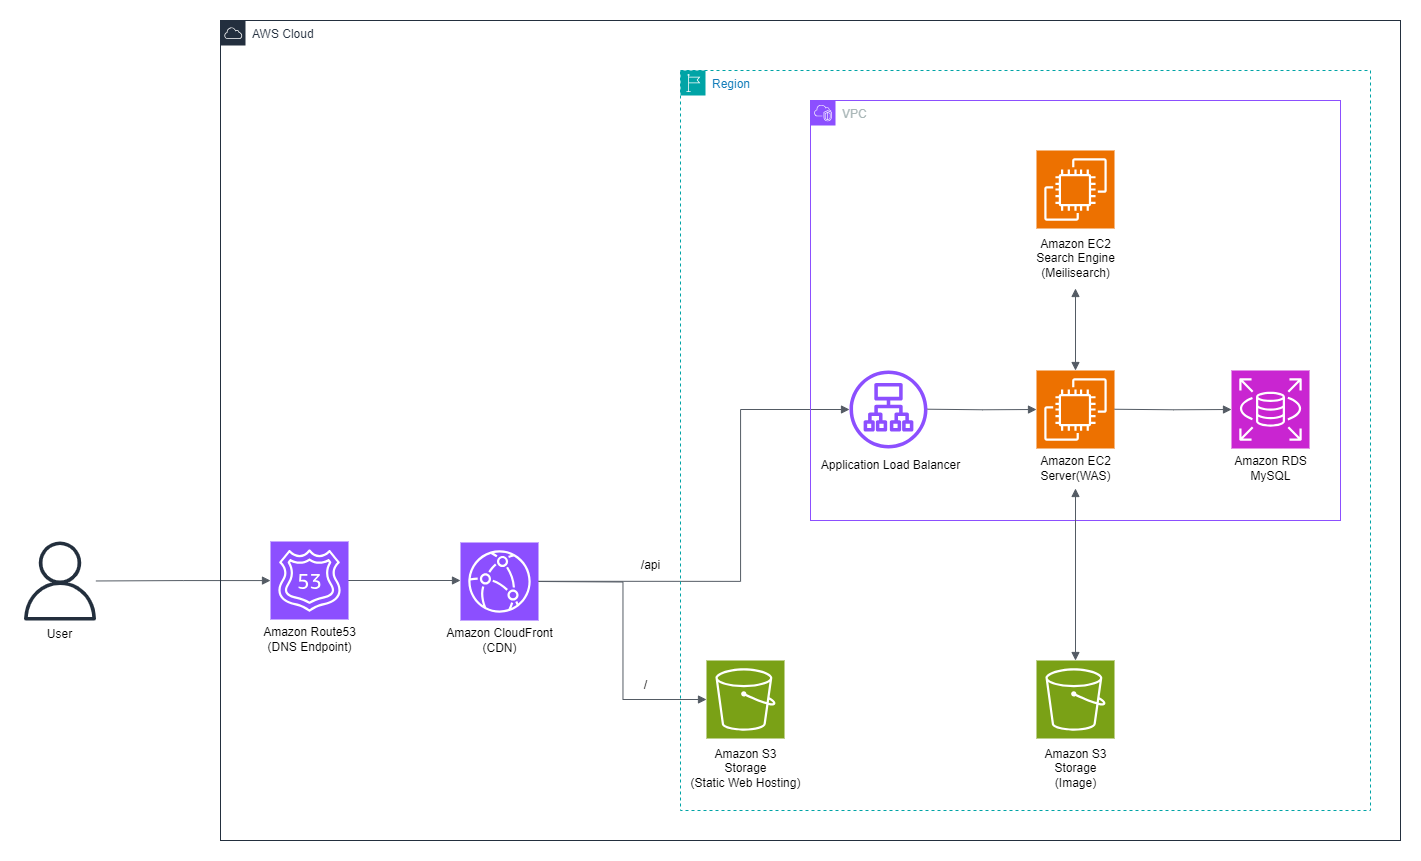 AWS Cloud
Region
VPC
Amazon EC2
Search Engine
(Meilisearch)
Application Load Balancer
Amazon EC2
Server(WAS)
Amazon RDS
MySQL
/api
53
User
Amazon Route53
(DNS Endpoint)
Amazon CloudFront
(CDN)
/
Amazon S3
Storage
(Static Web Hosting)
Amazon S3
Storage
(Image)